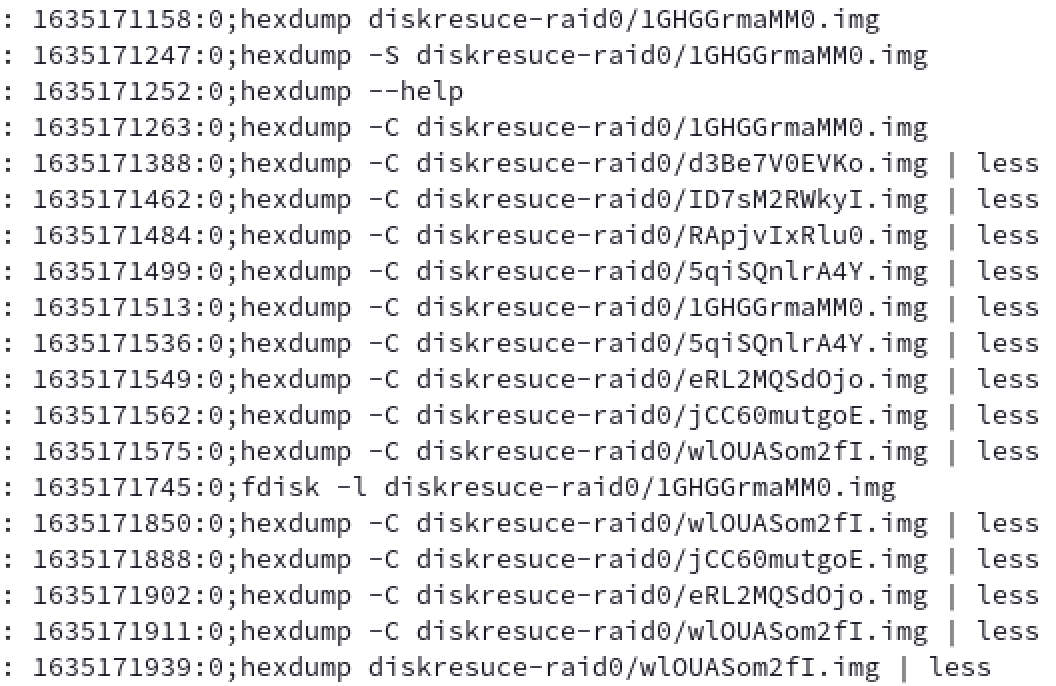 : 1635171158:0;hexdump diskresuce-raid0/1GHGGrmaMM0.img
: 1635171247:0;hexdump -S diskresuce-raid0/1GHGGrmaMM0.img
: 1635171252:0;hexdump --help
: 1635171263:0;hexdump -C diskresuce-raid0/1GHGGrmaMM0.img
: 1635171388:0;hexdump -C diskresuce-raid0/d3Be7V0EVKo.img | less
: 1635171462:0;hexdump -C diskresuce-raid0/ID7sM2RWkyI.img | less
: 1635171484:0;hexdump -C diskresuce-raid0/RApjvIxRlu0.img | less
: 1635171499:0;hexdump -C diskresuce-raid0/5qiSQnlrA4Y.img | less
: 1635171513:0;hexdump -C diskresuce-raid0/1GHGGrmaMM0.img | less
: 1635171536:0;hexdump -C diskresuce-raid0/5qiSQnlrA4Y.img | less
: 1635171549:0;hexdump -C diskresuce-raid0/eRL2MQSdOjo.img | less
: 1635171562:0;hexdump -C diskresuce-raid0/jCC60mutgoE.img | less
: 1635171575:0;hexdump -C diskresuce-raid0/wlOUASom2fI.img | less
: 1635171745:0;fdisk -l diskresuce-raid0/1GHGGrmaMM0.img
: 1635171850:0;hexdump -C diskresuce-raid0/wlOUASom2fI.img | less
: 1635171888:0;hexdump -C diskresuce-raid0/jCC60mutgoE.img | less
: 1635171902:0;hexdump -C diskresuce-raid0/eRL2MQSdOjo.img | less
: 1635171911:0;hexdump -C diskresuce-raid0/wlOUASom2fI.img | less
: 1635171939:0;hexdump diskresuce-raid0/wlOUASom2fI.img | less